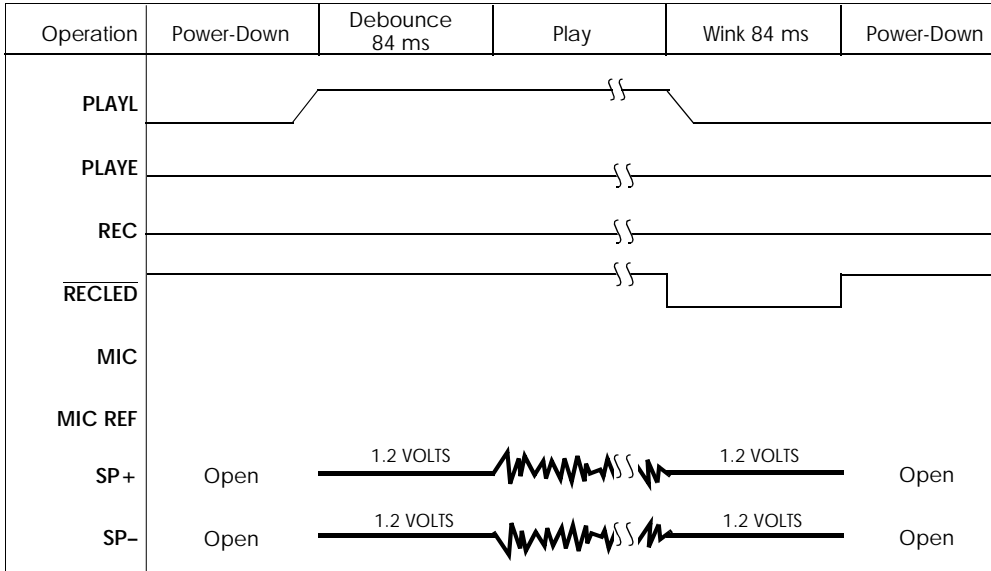 Operation Power-Down Debounce 84 ms Play Wink 84 ms Power-Down
PLAYL
PLAYE
REC
RECLED
MIC
MIC REF
1.2 VOLTS 1.2 VOLTS
SP+ Open Open
1.2 VOLTS 1.2 VOLTS
SP– Open Open